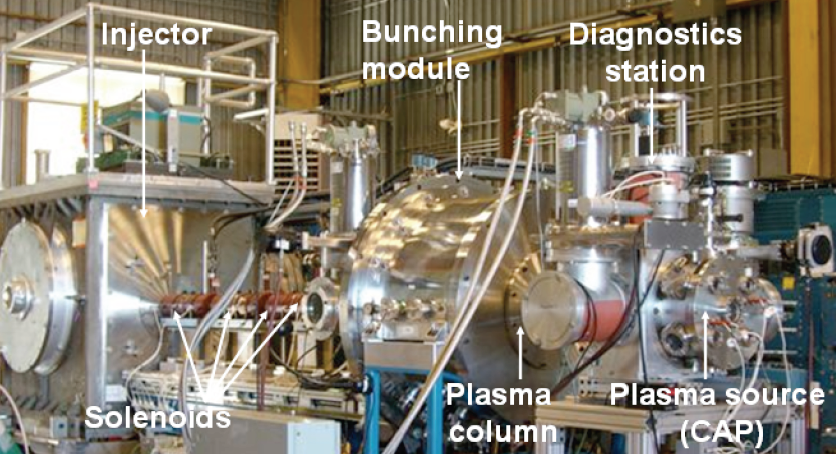 Injector
Bunching
module
Diagnostics
station
Solenoids
Plasma
column
Plasma source
(CAP)